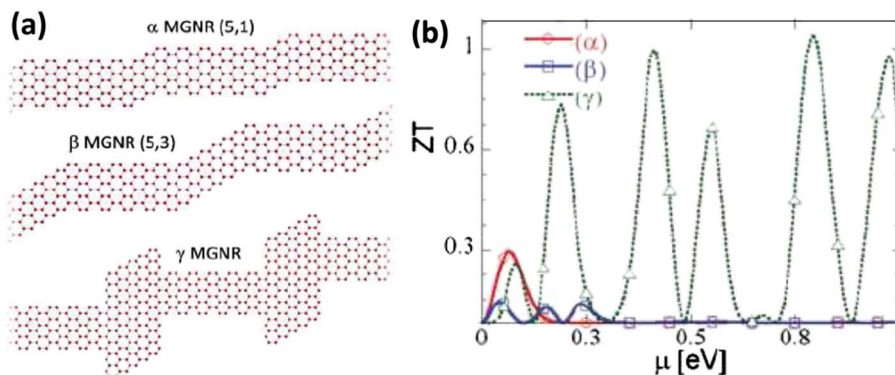 (a)
α MGNR (5,1)
β MGNR (5,3)
γ MGNR
(b)
ZT
1
0.6
0.3
0
0.3
0.5
0.8
μ [eV]
(α)
(β)
(γ)